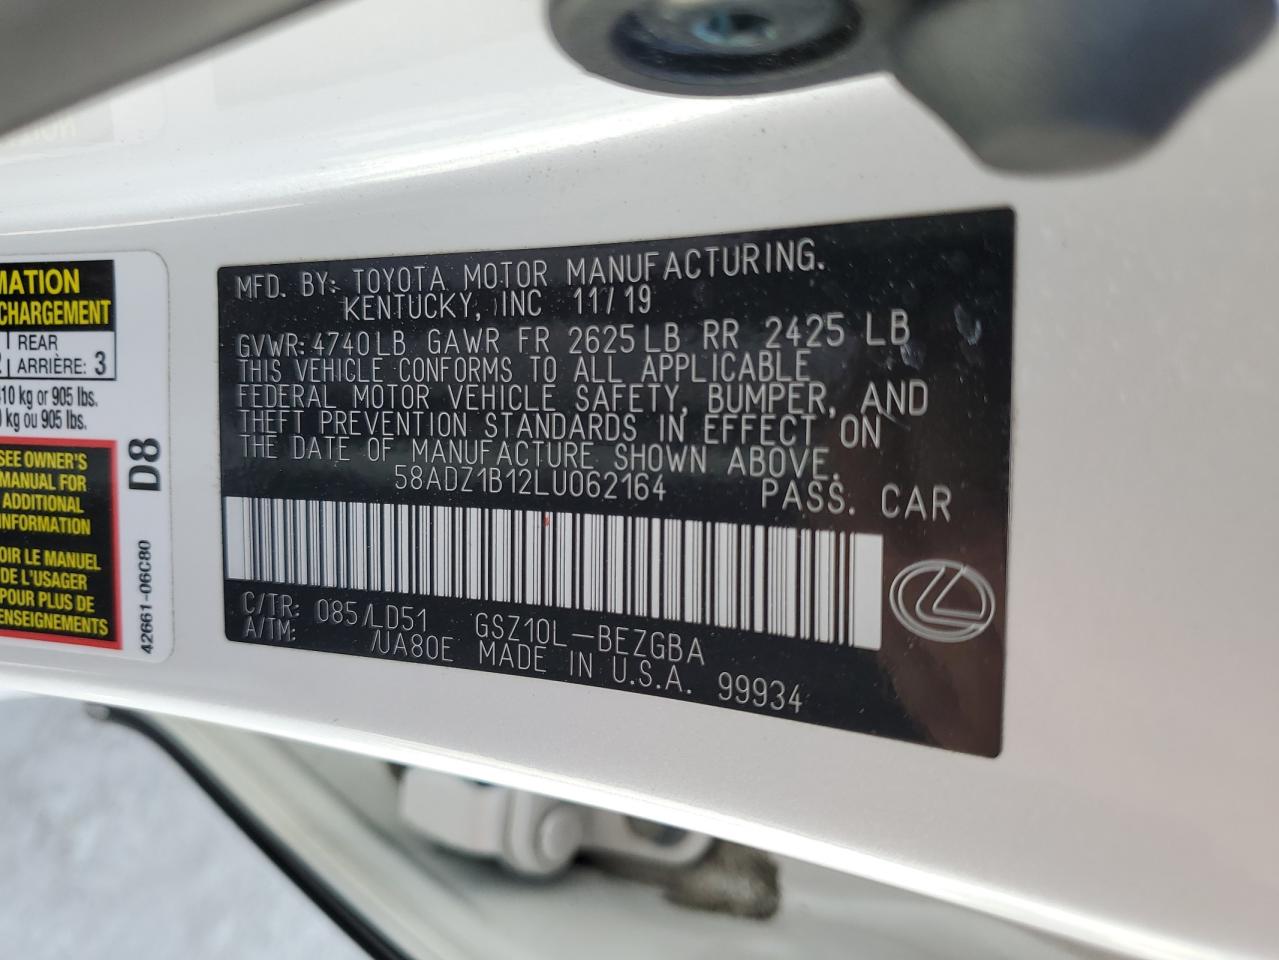 MFD. BY: TOYOTA MOTOR MANUFACTURING.
KENTUCKY, INC 11/19
GVWR: 4740LB GAWR FR 2625LB RR 2425 LB
THIS VEHICLE CONFORMS TO ALL APPLICABLE
FEDERAL MOTOR VEHICLE SAFETY, BUMPER, AND
THEFT PREVENTION STANDARDS IN EFFECT ON
THE DATE OF MANUFACTURE SHOWN ABOVE.
58ADZ1B12LU062164 PASS. CAR
C/TR: 085/LD51 GSZ10L-BEZGBA
A/TM: /UA80E MADE IN U.S.A. 99934
MATION
CHARGEMENT
REAR
ARRIÈRE: 3
kg or 905 lbs.
kg ou 905 lbs.
SEE OWNER'S
MANUAL FOR
ADDITIONAL
INFORMATION
LE MANUEL
DE L'USAGER
POUR PLUS DE
ENSEIGNEMENTS
D8
42661-06C80